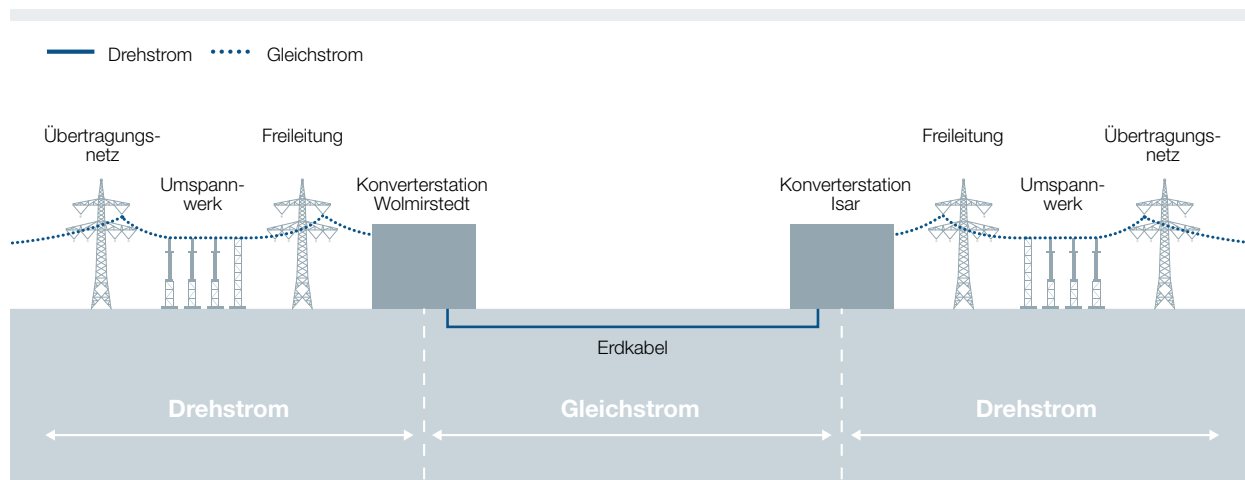 Drehstrom
Gleichstrom
Übertragungs-
netz
Umspann-
werk
Freileitung
Konverterstation
Wolmirstedt
Konverterstation
Isar
Freileitung
Umspann-
werk
Übertragungs-
netz
Erdkabel
Drehstrom
Gleichstrom
Drehstrom